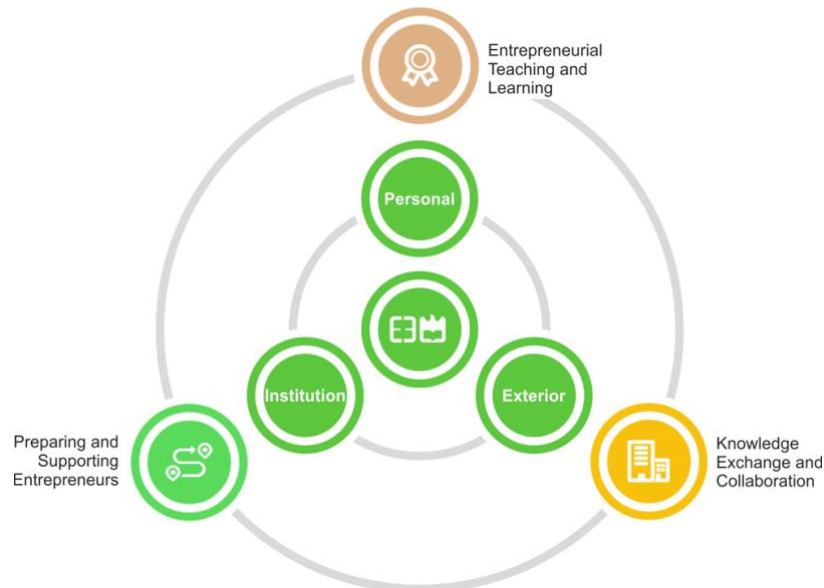 Entrepreneurial
Teaching and
Learning
Personal
Institution
Exterior
Preparing and
Supporting
Entrepreneurs
Knowledge
Exchange and
Collaboration